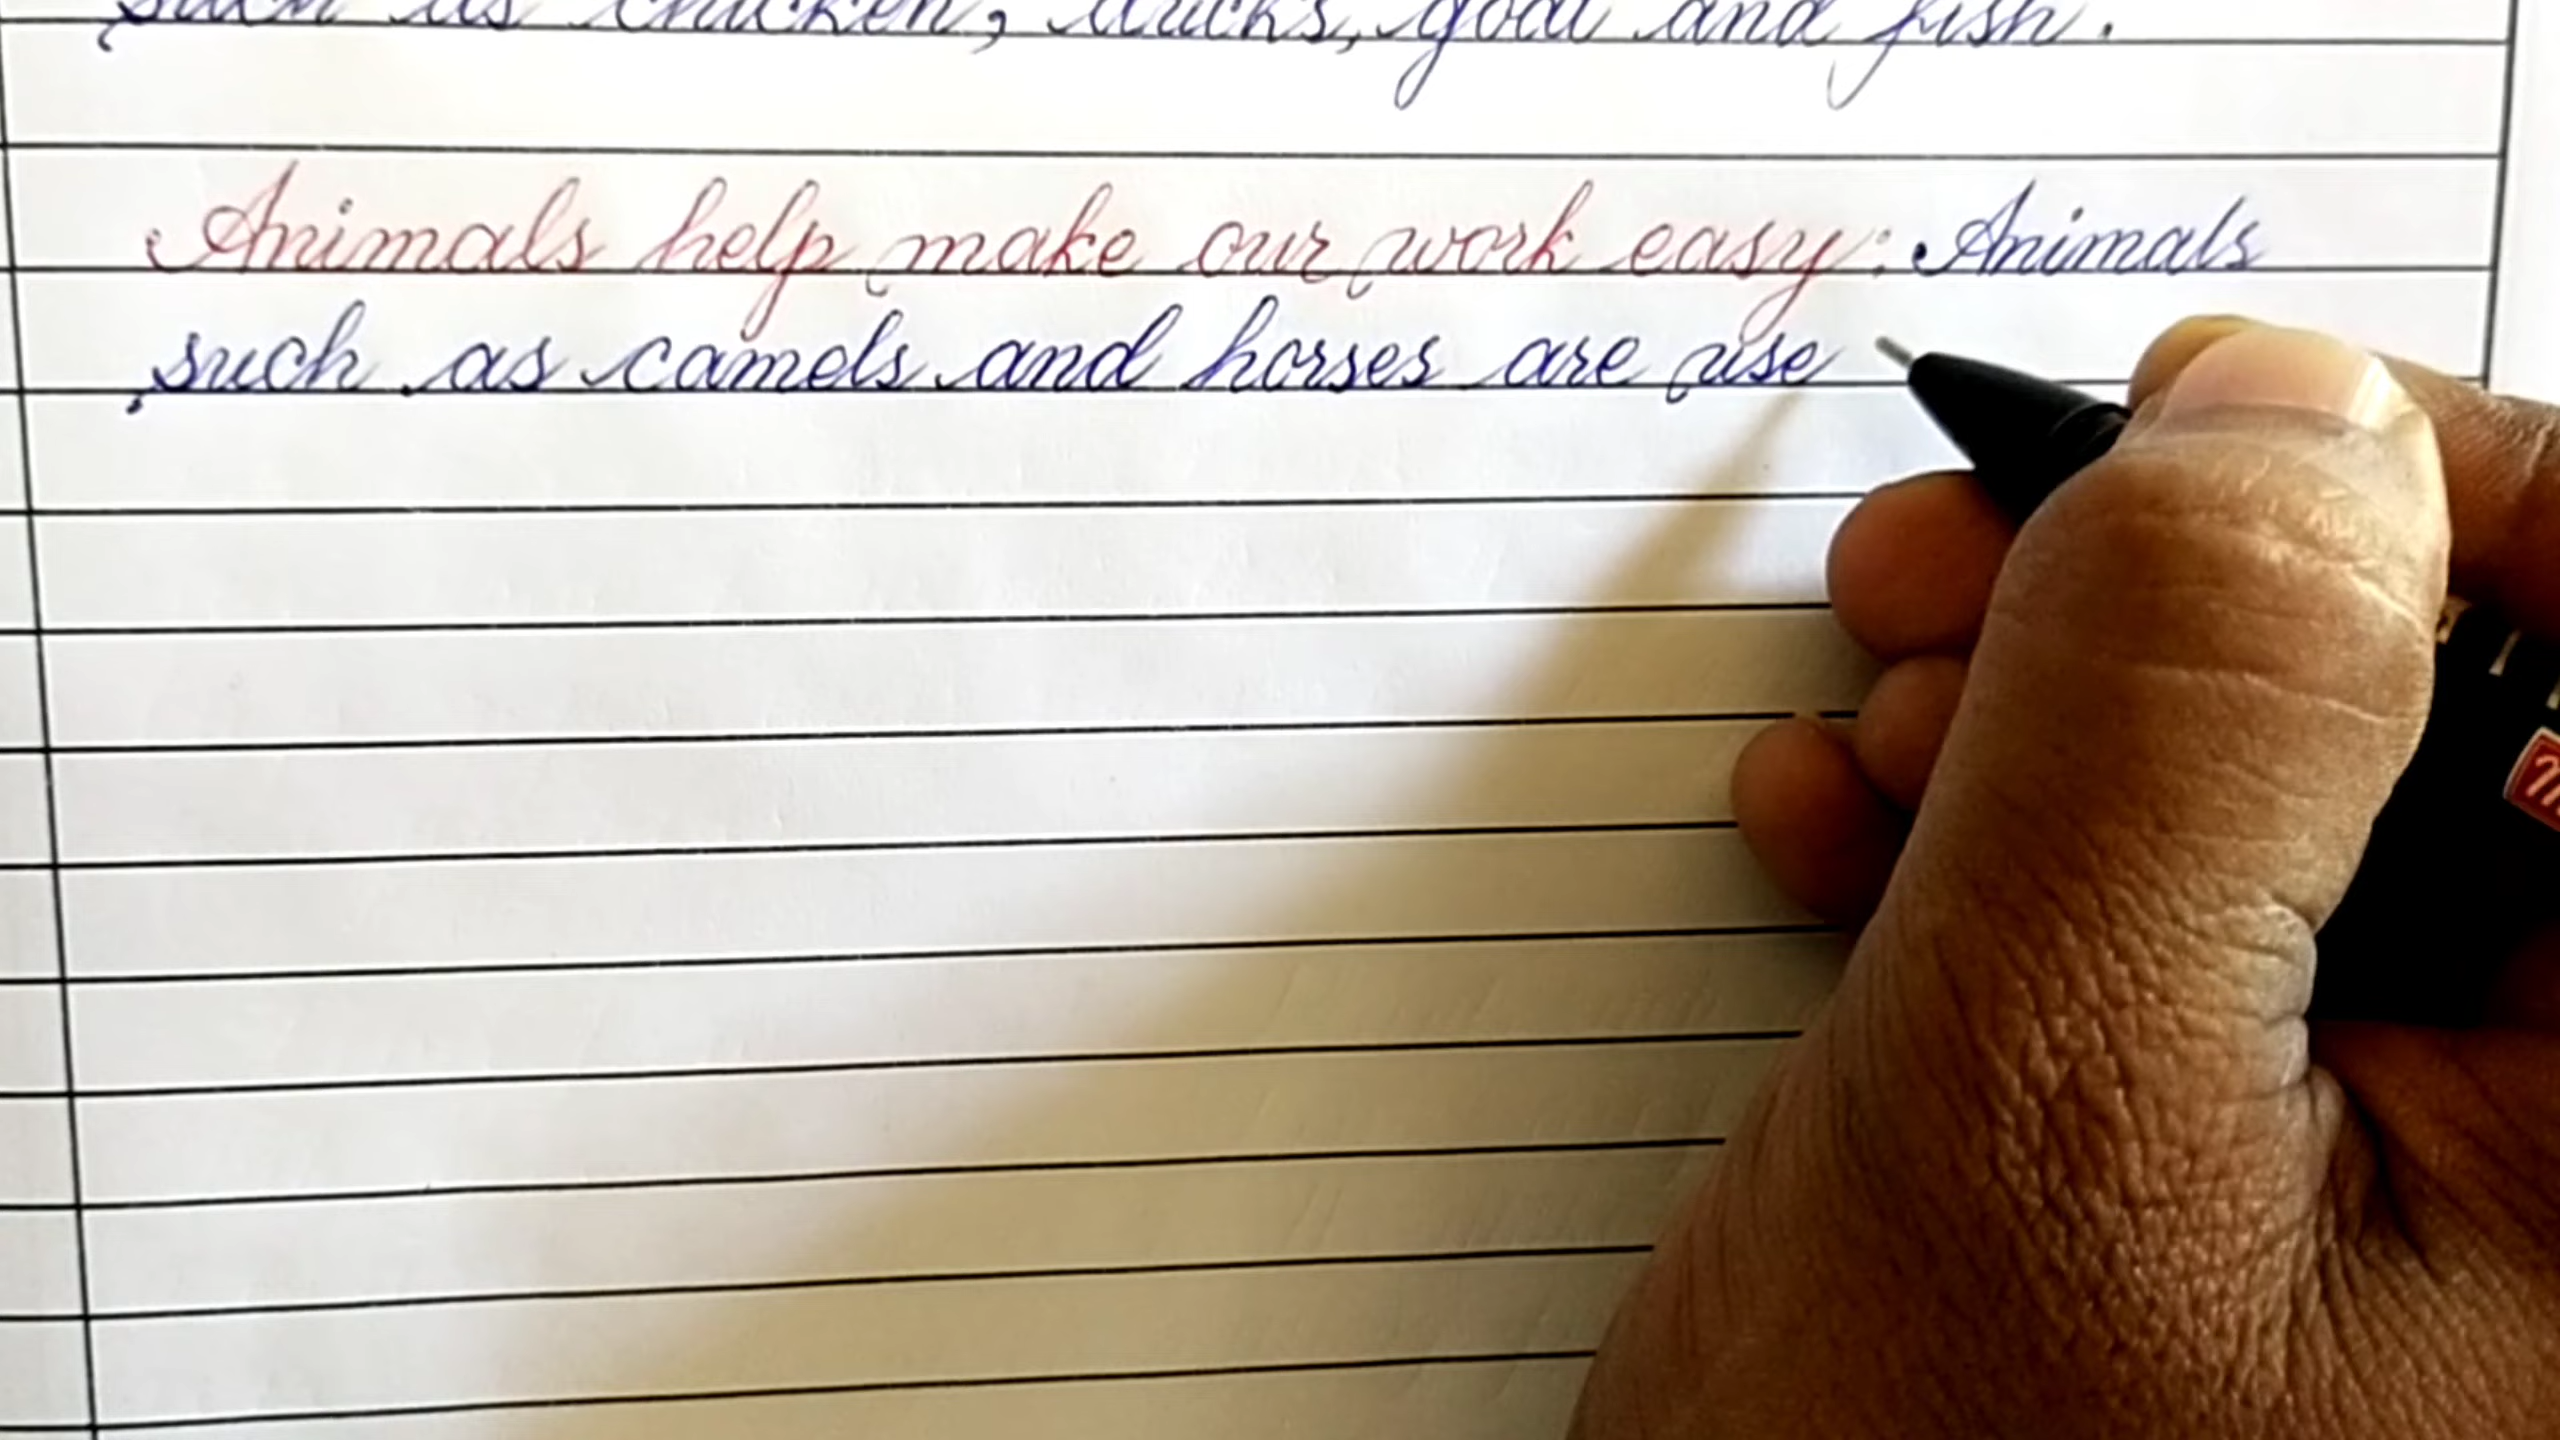 such as chicken, ducks, goat and fish.
Animals help make our work easy: Animals
such as camels and horses are use